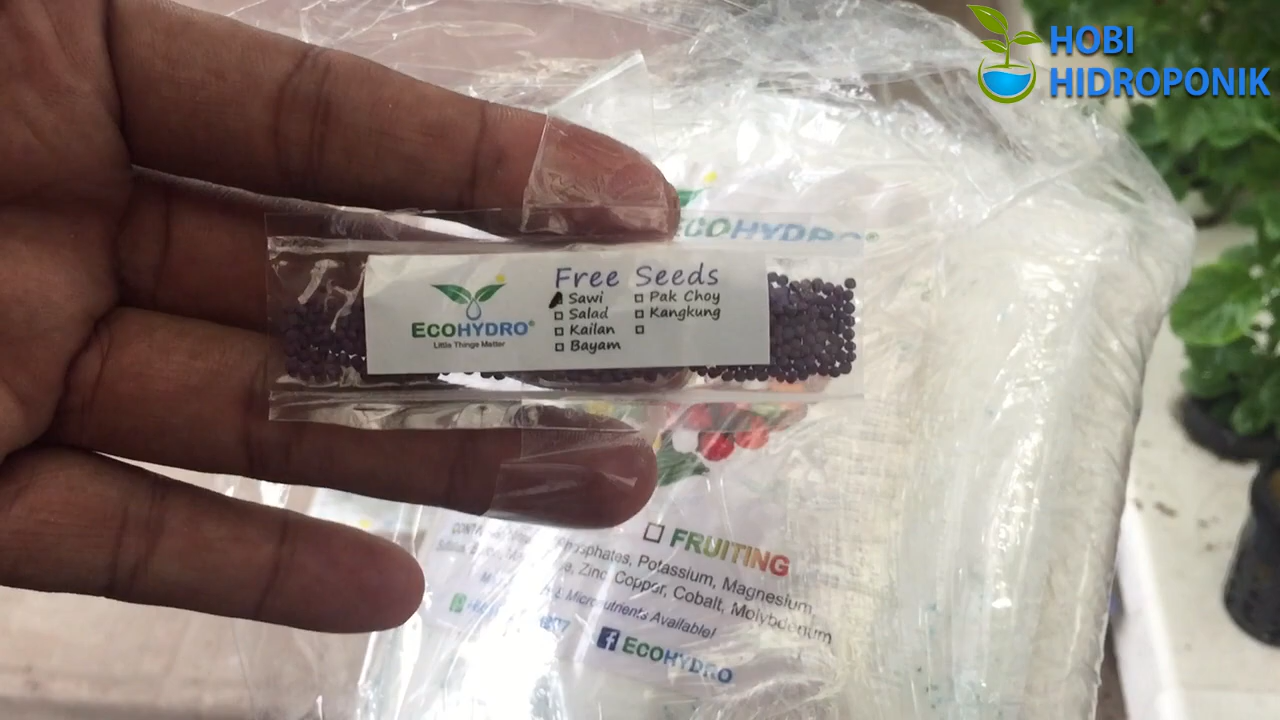 HOBI
HIDROPONIK
ECOHYDRO®
Free Seeds
Sawi
Salad
Kailan
Bayam
Pak Choy
Kangkung
ECOHYDRO®
Little Things Matter
FRUITING
Phosphates, Potassium, Magnesium,
Zinc, Copper, Cobalt, Molybdenum
& Micronutrients Available!
ECOHYDRO